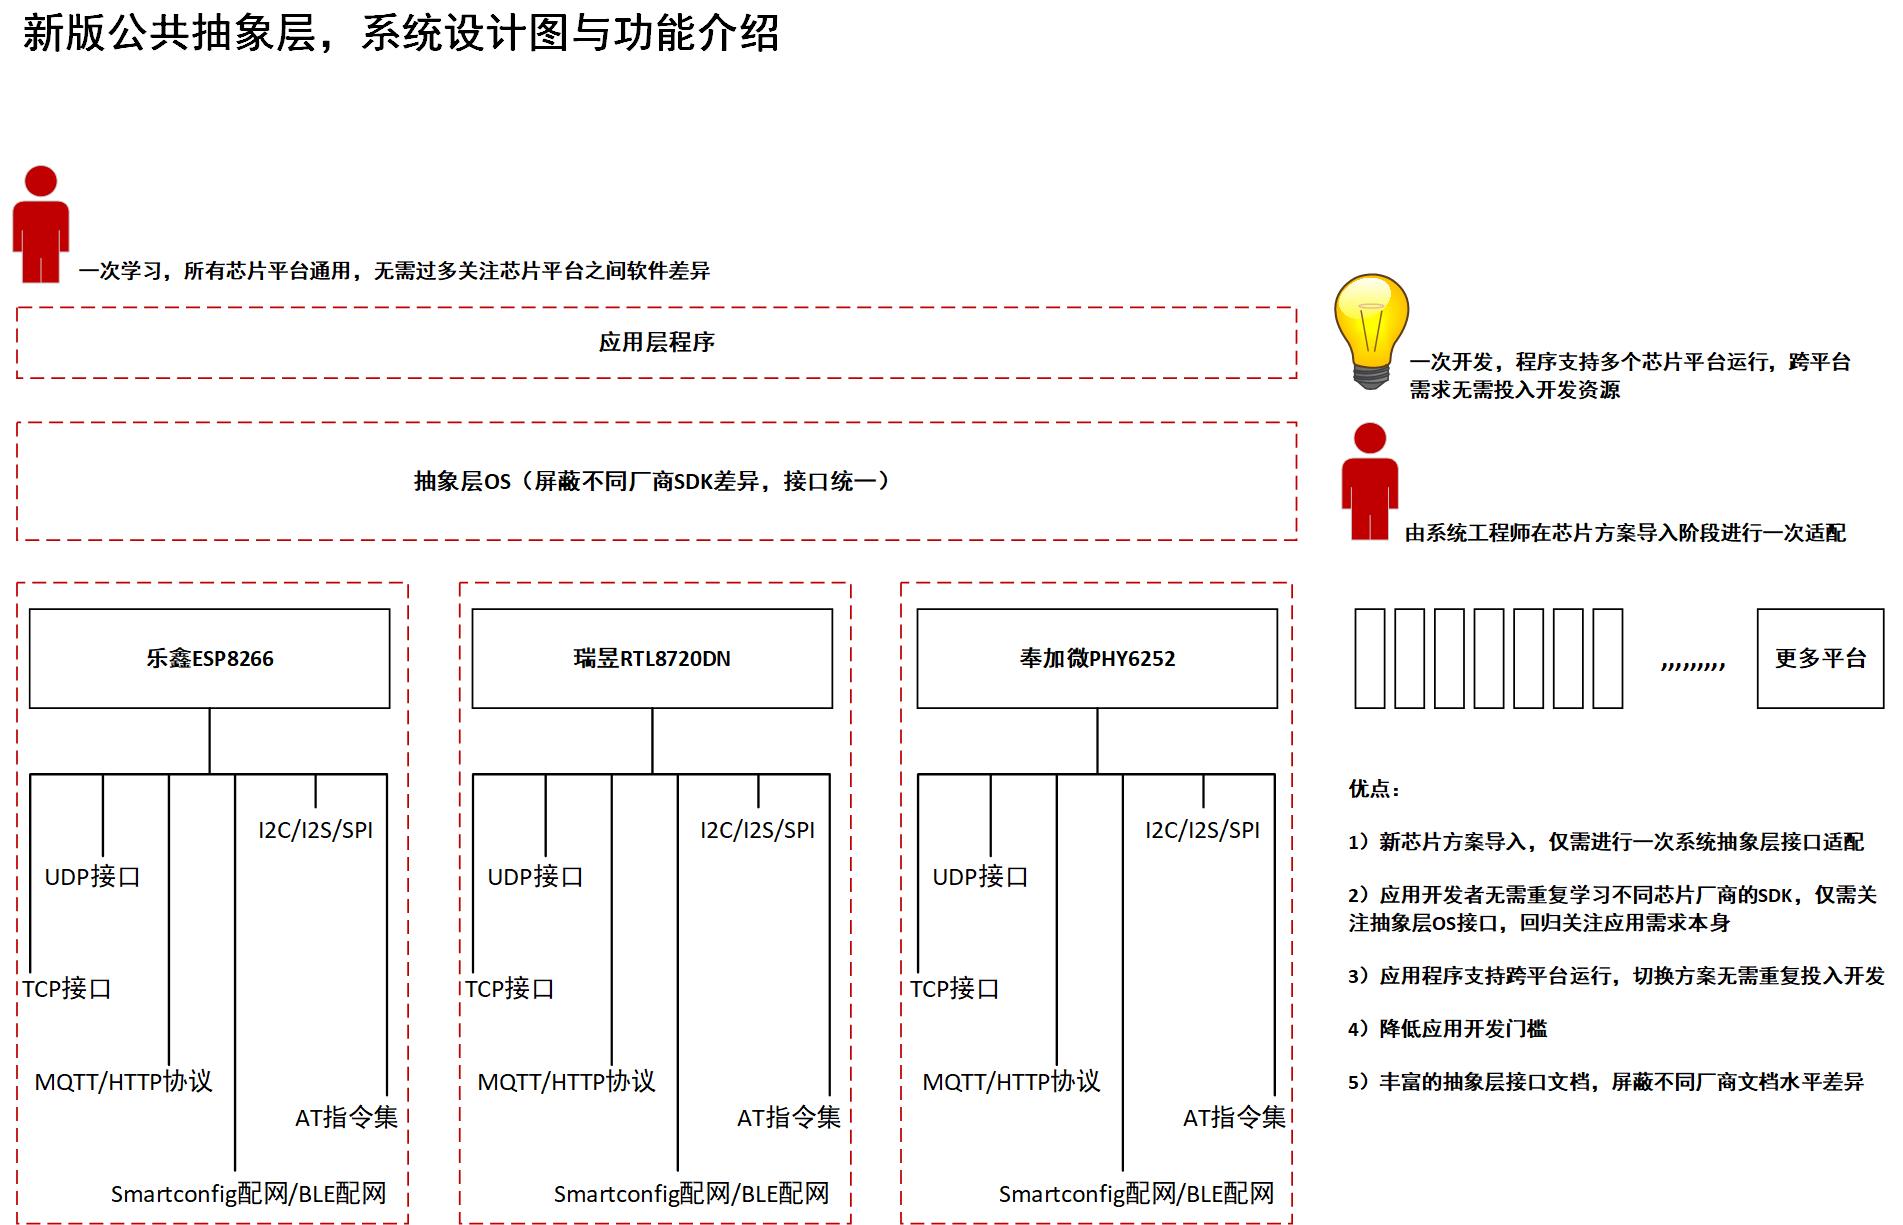 新版公共抽象层，系统设计图与功能介绍
一次学习，所有芯片平台通用，无需过多关注芯片平台之间软件差异
应用层程序
一次开发，程序支持多个芯片平台运行，跨平台
需求无需投入开发资源
抽象层OS（屏蔽不同厂商SDK差异，接口统一）
由系统工程师在芯片方案导入阶段进行一次适配
乐鑫ESP8266
I2C/I2S/SPI
UDP接口
TCP接口
MQTT/HTTP协议
AT指令集
Smartconfig配网/BLE配网
瑞昱RTL8720DN
I2C/I2S/SPI
UDP接口
TCP接口
MQTT/HTTP协议
AT指令集
Smartconfig配网/BLE配网
奉加微PHY6252
I2C/I2S/SPI
UDP接口
TCP接口
MQTT/HTTP协议
AT指令集
Smartconfig配网/BLE配网
,,,,,,,,,
更多平台
优点：
1）新芯片方案导入，仅需进行一次系统抽象层接口适配
2）应用开发者无需重复学习不同芯片厂商的SDK，仅需关
注抽象层OS接口，回归关注应用需求本身
3）应用程序支持跨平台运行，切换方案无需重复投入开发
4）降低应用开发门槛
5）丰富的抽象层接口文档，屏蔽不同厂商文档水平差异